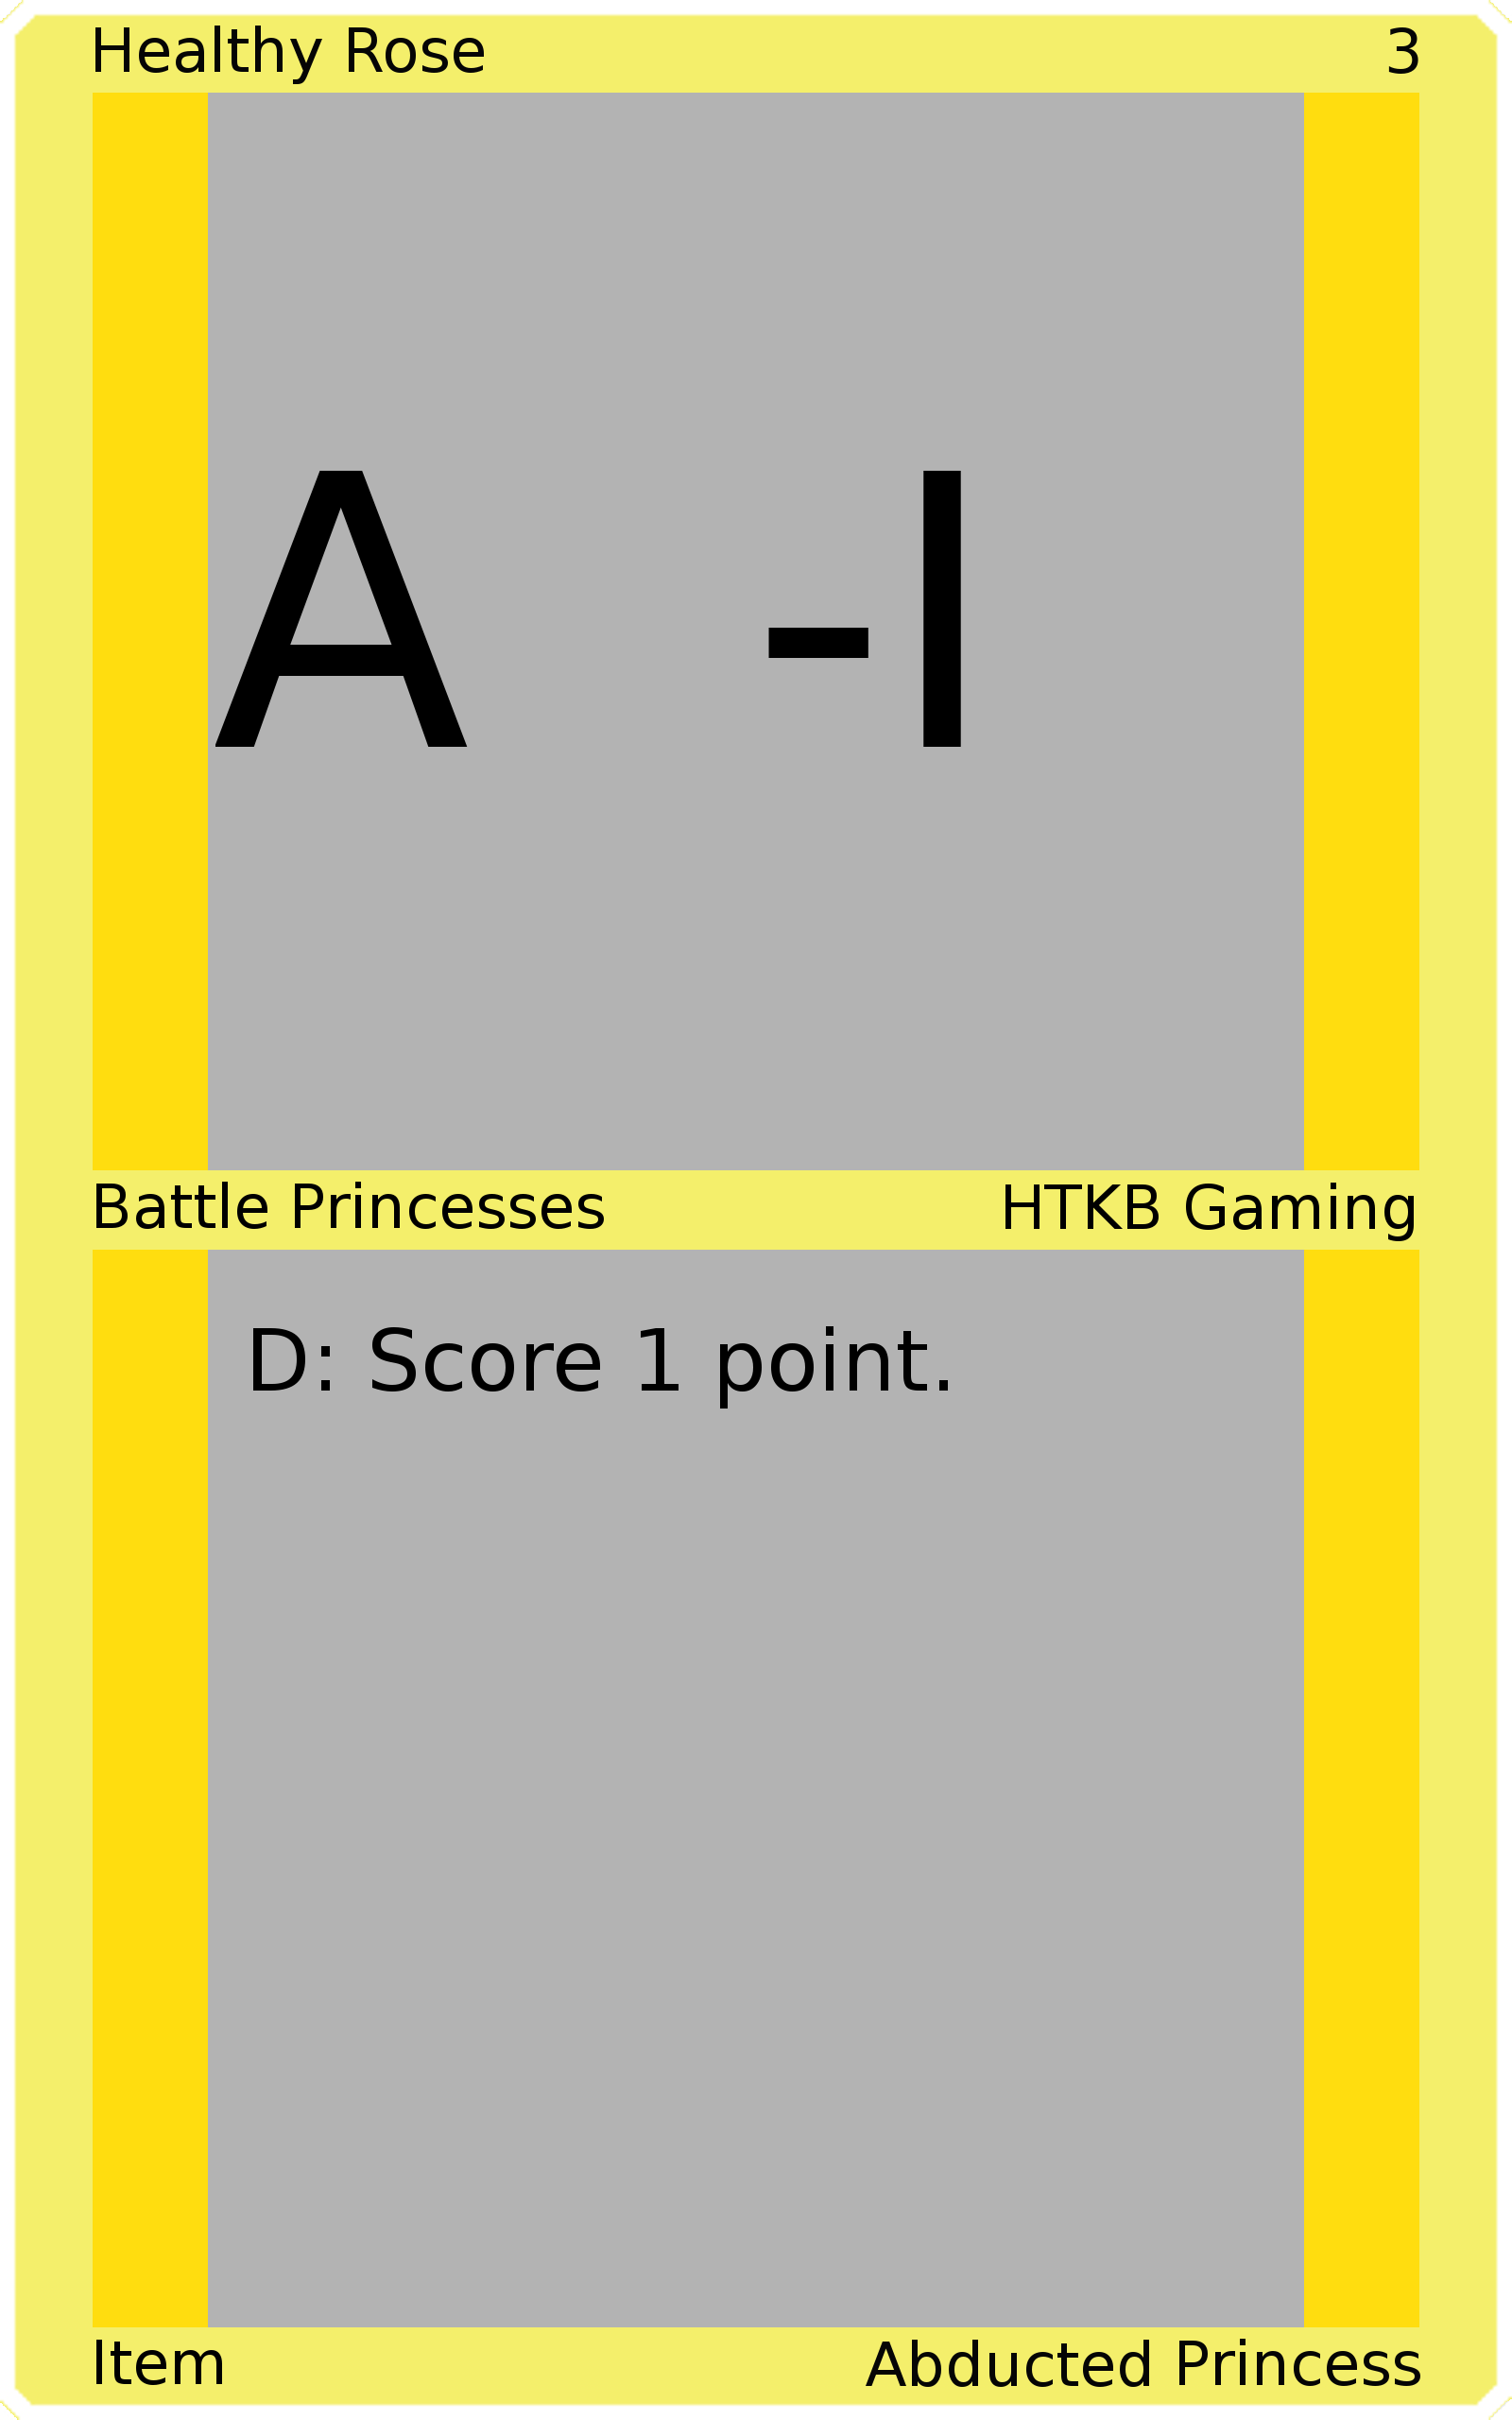 Healthy Rose 3
A -I
Battle Princesses HTKB Gaming
D: Score 1 point.
Item Abducted Princess